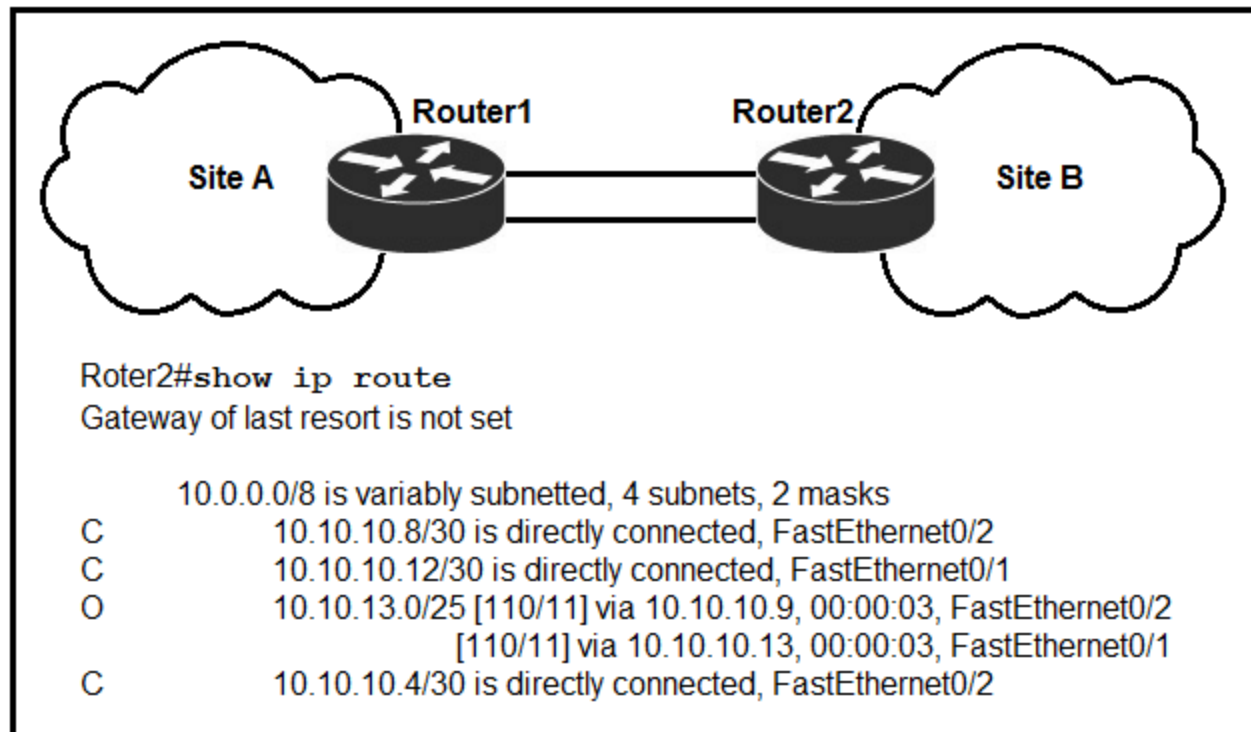 Router1 Router2
Site A Site B
Roter2#show ip route
Gateway of last resort is not set
10.0.0.0/8 is variably subnetted, 4 subnets, 2 masks
C 10.10.10.8/30 is directly connected, FastEthernet0/2
C 10.10.10.12/30 is directly connected, FastEthernet0/1
O 10.10.13.0/25 [110/11] via 10.10.10.9, 00:00:03, FastEthernet0/2
[110/11] via 10.10.10.13, 00:00:03, FastEthernet0/1
C 10.10.10.4/30 is directly connected, FastEthernet0/2